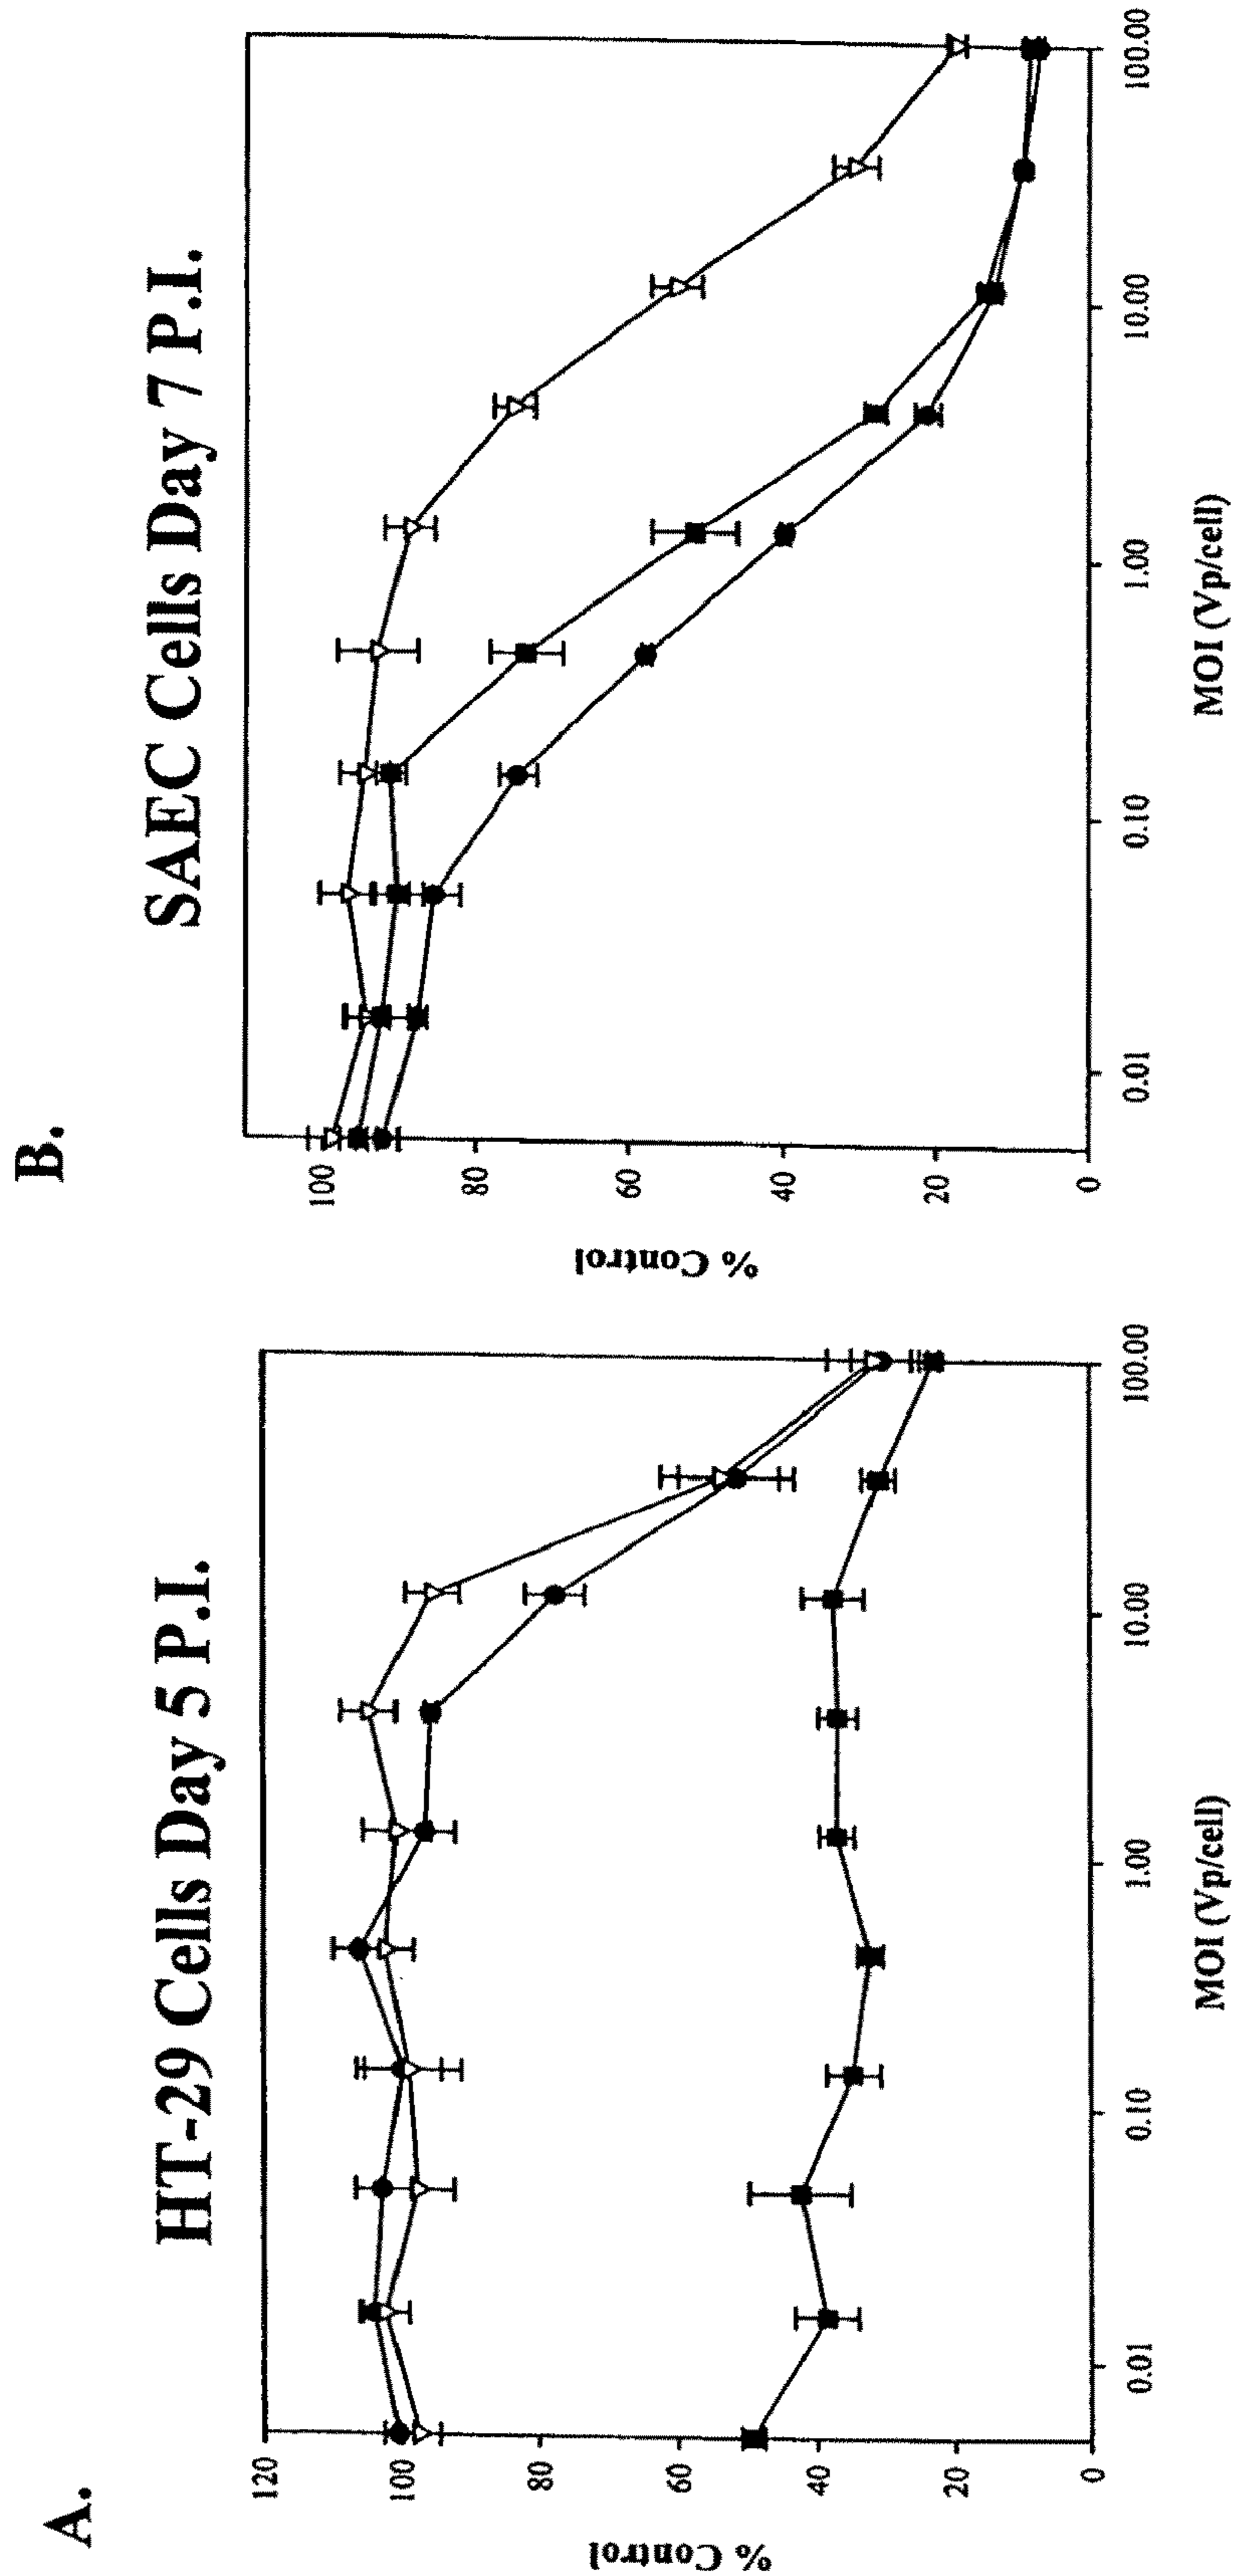 A.
HT-29 Cells Day 5 P.I.
% Control
120
100
80
60
40
20
0
0.01
0.10
1.00
10.00
100.00
MOI (Vp/cell)
B.
SAEC Cells Day 7 P.I.
% Control
100
80
60
40
20
0
0.01
0.10
1.00
10.00
100.00
MOI (Vp/cell)